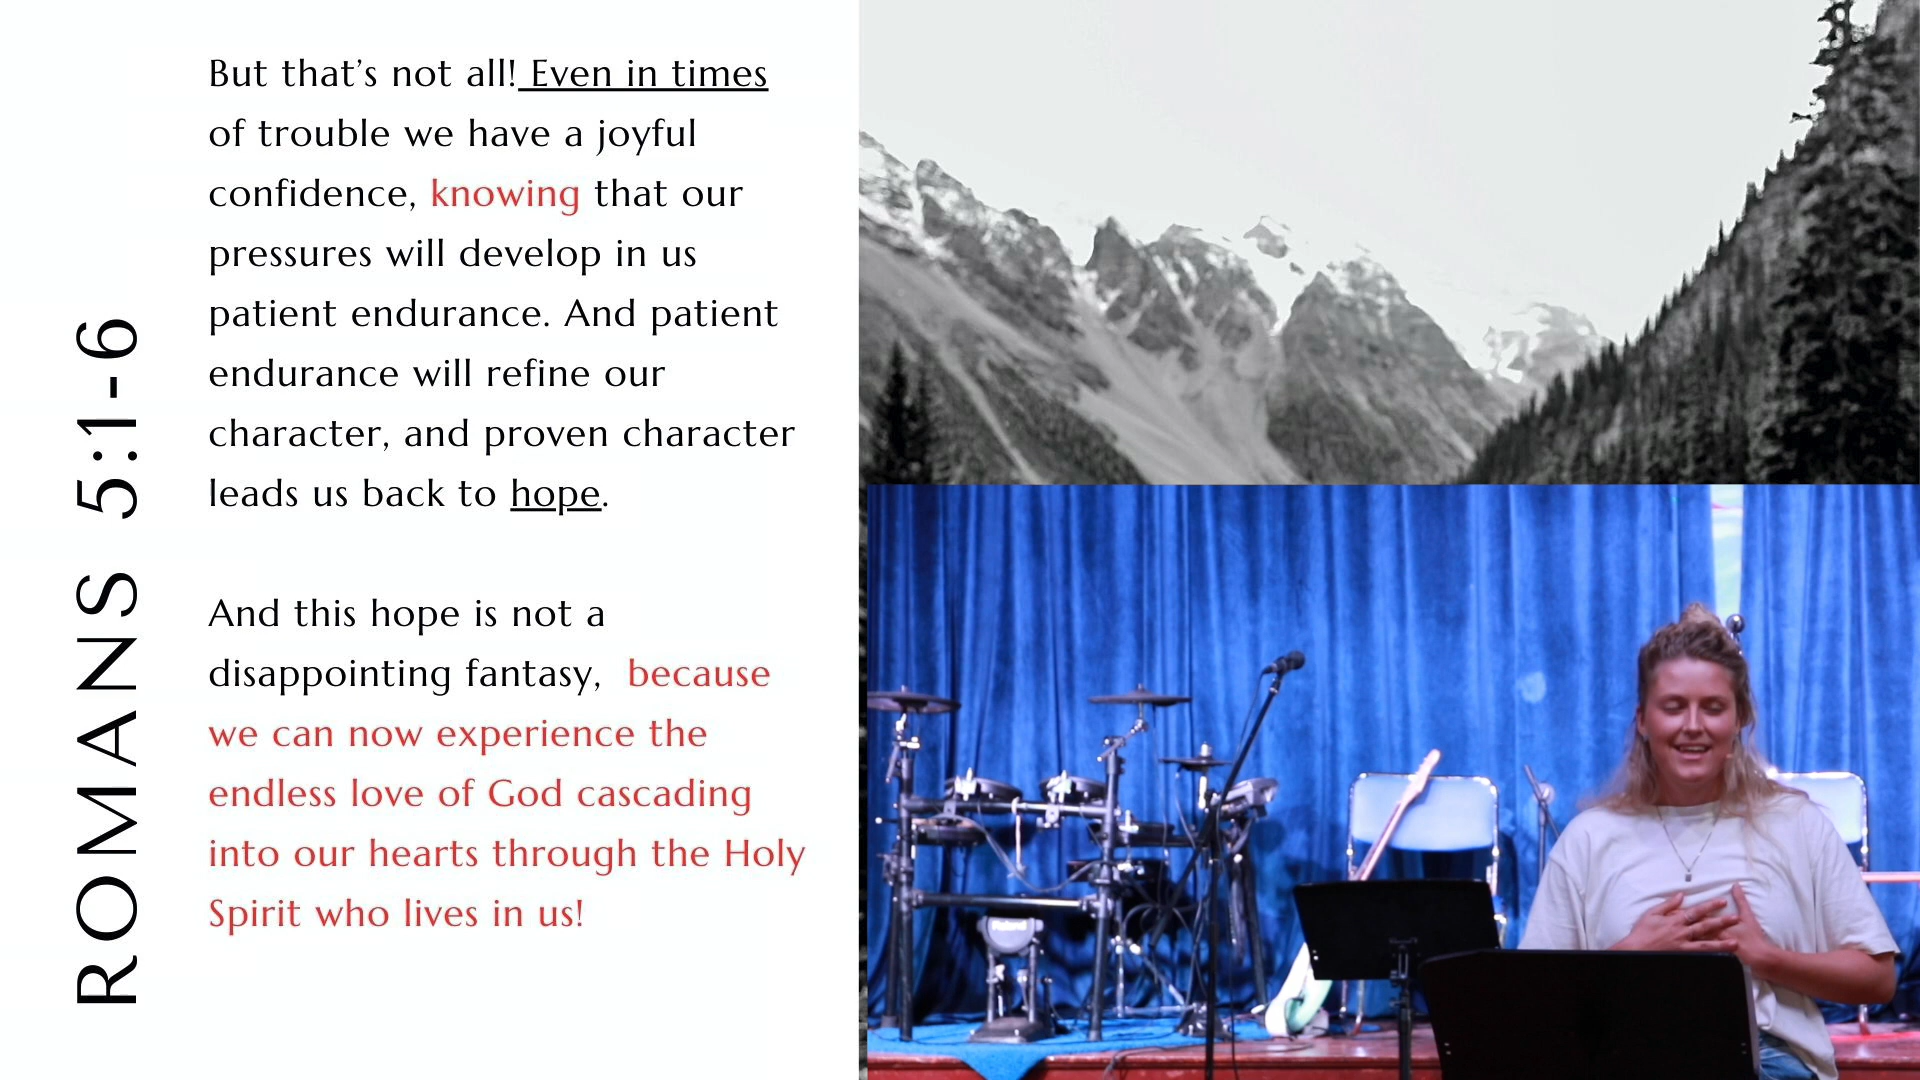 ROMANS 5:1-6
But that’s not all! Even in times
of trouble we have a joyful
confidence, knowing that our
pressures will develop in us
patient endurance. And patient
endurance will refine our
character, and proven character
leads us back to hope.
And this hope is not a
disappointing fantasy, because
we can now experience the
endless love of God cascading
into our hearts through the Holy
Spirit who lives in us!
Roland